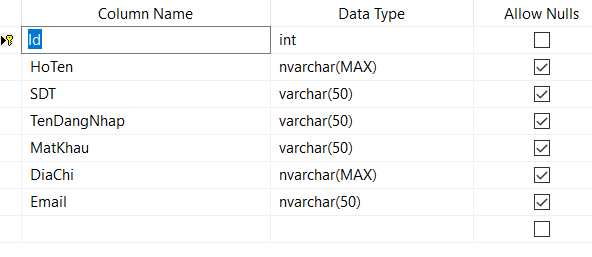 Column Name Data Type Allow Nulls
Id int
HoTen nvarchar(MAX)
SDT varchar(50)
TenDangNhap varchar(50)
MatKhau varchar(50)
DiaChi nvarchar(MAX)
Email nvarchar(50)